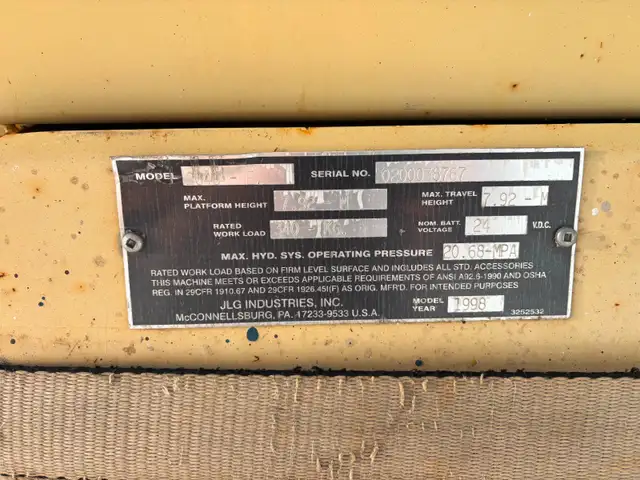 MODEL SERIAL NO.
MAX. PLATFORM HEIGHT MAX. TRAVEL HEIGHT 7.92 - M
RATED WORK LOAD NOM. BATT. VOLTAGE 24 V.D.C.
MAX. HYD. SYS. OPERATING PRESSURE 20.68-MPA
RATED WORK LOAD BASED ON FIRM LEVEL SURFACE AND INCLUDES ALL STD. ACCESSORIES
THIS MACHINE MEETS OR EXCEEDS APPLICABLE REQUIREMENTS OF ANSI A92.6-1990 AND OSHA
REG. IN 29CFR 1910.67 AND 29CFR 1926.451(F) AS ORIG. MFR'D. FOR INTENDED PURPOSES
JLG INDUSTRIES, INC. MODEL YEAR 1998
McCONNELLSBURG, PA. 17233-9533 U.S.A. 3252532